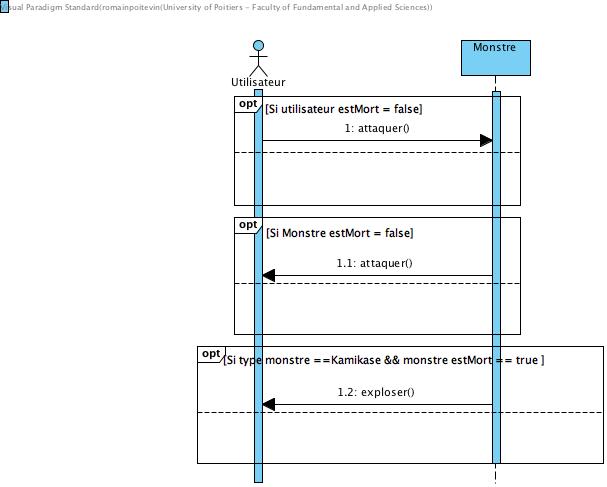 Visual Paradigm Standard(romainpoitevin(University of Poitiers - Faculty of Fundamental and Applied Sciences))
Monstre
Utilisateur
opt
[Si utilisateur estMort = false]
1: attaquer()
opt
[Si Monstre estMort = false]
1.1: attaquer()
opt
[Si type monstre ==Kamikase && monstre estMort == true ]
1.2: exploser()